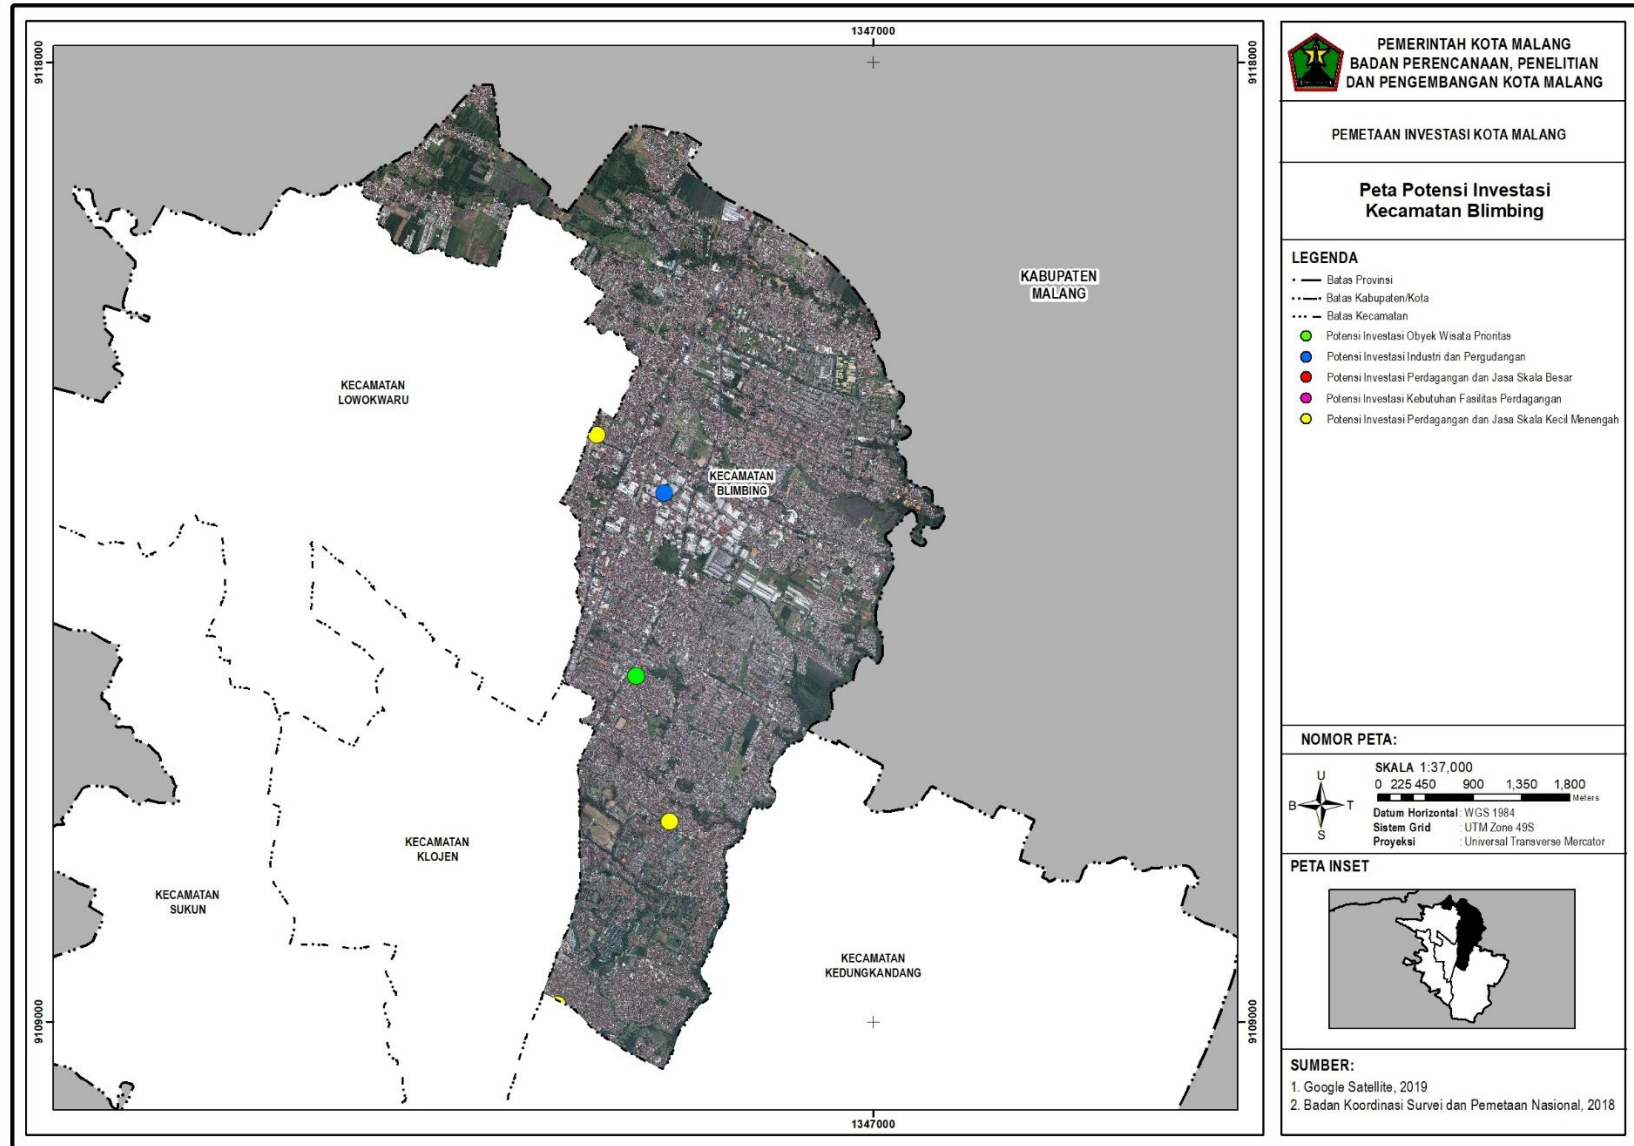 1347000
9118000
9118000
KABUPATEN
MALANG
KECAMATAN
LOWOKWARU
KECAMATAN
BLIMBING
KECAMATAN
KLOJEN
KECAMATAN
SUKUN
KECAMATAN
KEDUNGKANDANG
9109000
9109000
1347000
PEMERINTAH KOTA MALANG
BADAN PERENCANAAN, PENELITIAN
DAN PENGEMBANGAN KOTA MALANG
PEMETAAN INVESTASI KOTA MALANG
Peta Potensi Investasi
Kecamatan Blimbing
LEGENDA
Batas Provinsi
Batas Kabupaten/Kota
Batas Kecamatan
Potensi Investasi Obyek Wisata Prioritas
Potensi Investasi Industri dan Pergudangan
Potensi Investasi Perdagangan dan Jasa Skala Besar
Potensi Investasi Kebutuhan Fasilitas Perdagangan
Potensi Investasi Perdagangan dan Jasa Skala Kecil Menengah
NOMOR PETA:
U
B T
S
SKALA 1:37,000
0 225 450 900 1,350 1,800
Meters
Datum Horizontal : WGS 1984
Sistem Grid : UTM Zone 49S
Proyeksi : Universal Transverse Mercator
PETA INSET
SUMBER:
1. Google Satellite, 2019
2. Badan Koordinasi Survei dan Pemetaan Nasional, 2018